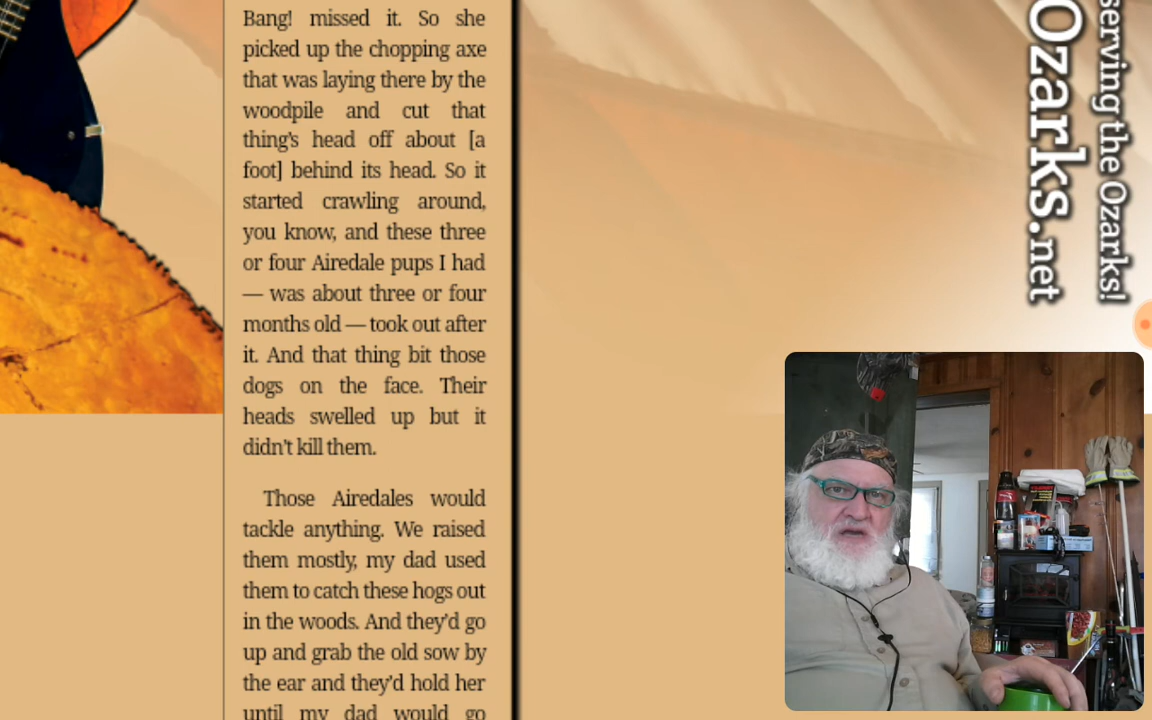 Bang! missed it. So she
picked up the chopping axe
that was laying there by the
woodpile and cut that
thing's head off about [a
foot] behind its head. So it
started crawling around,
you know, and these three
or four Airedale pups I had
— was about three or four
months old — took out after
it. And that thing bit those
dogs on the face. Their
heads swelled up but it
didn't kill them.
Those Airedales would
tackle anything. We raised
them mostly, my dad used
them to catch these hogs out
in the woods. And they'd go
up and grab the old sow by
the ear and they'd hold her
until my dad would go
serving the Ozarks!
Ozarks.net